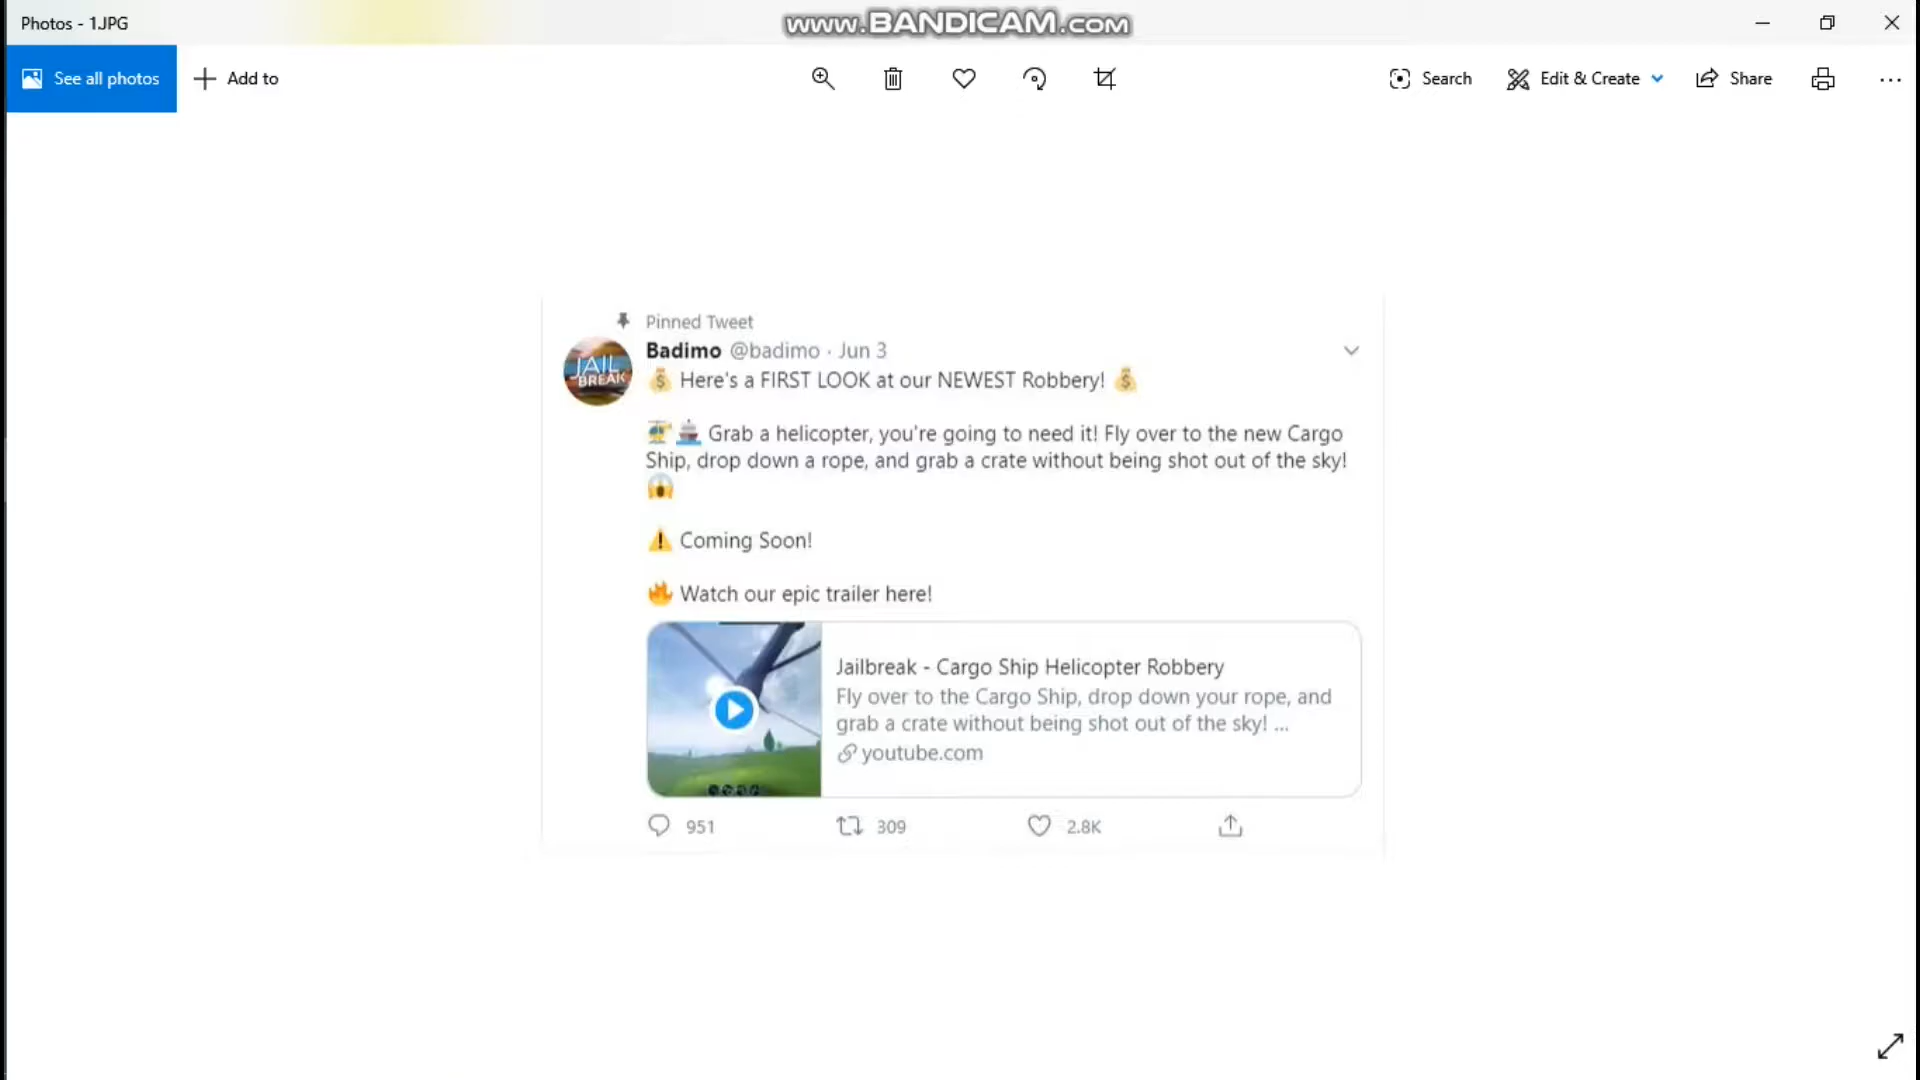 Photos - 1.JPG
www.BANDICAM.com
See all photos
Add to
Search
Edit & Create
Share
Pinned Tweet
Badimo @badimo · Jun 3
JAIL
BREAK
💰 Here's a FIRST LOOK at our NEWEST Robbery! 💰
🚁🚢 Grab a helicopter, you're going to need it! Fly over to the new Cargo
Ship, drop down a rope, and grab a crate without being shot out of the sky!
😱
⚠️ Coming Soon!
🔥 Watch our epic trailer here!
Jailbreak - Cargo Ship Helicopter Robbery
Fly over to the Cargo Ship, drop down your rope, and
grab a crate without being shot out of the sky! ...
youtube.com
951
309
2.8K